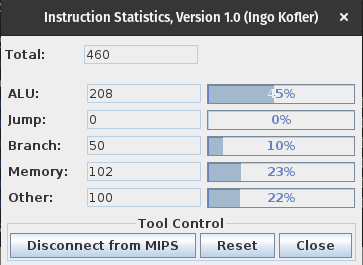 Instruction Statistics, Version 1.0 (Ingo Kofler) ×
Total: 460
ALU: 208 45%
Jump: 0 0%
Branch: 50 10%
Memory: 102 23%
Other: 100 22%
Tool Control
Disconnect from MIPS Reset Close